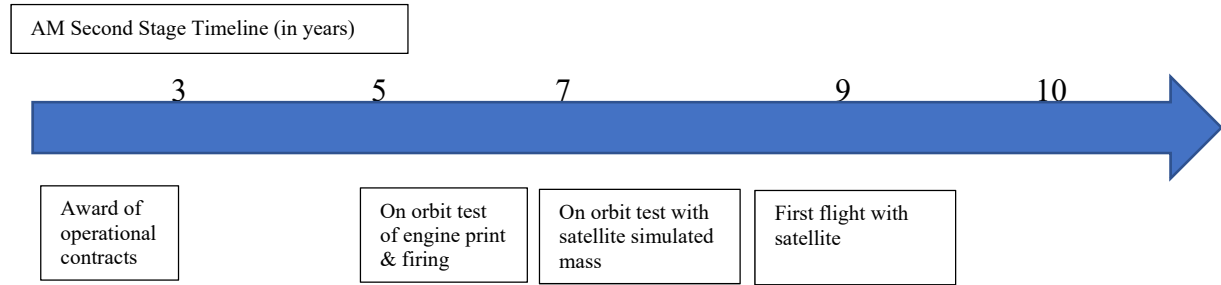 AM Second Stage Timeline (in years)
3 5 7 9 10
Award of
operational
contracts
On orbit test
of engine print
& firing
On orbit test with
satellite simulated
mass
First flight with
satellite